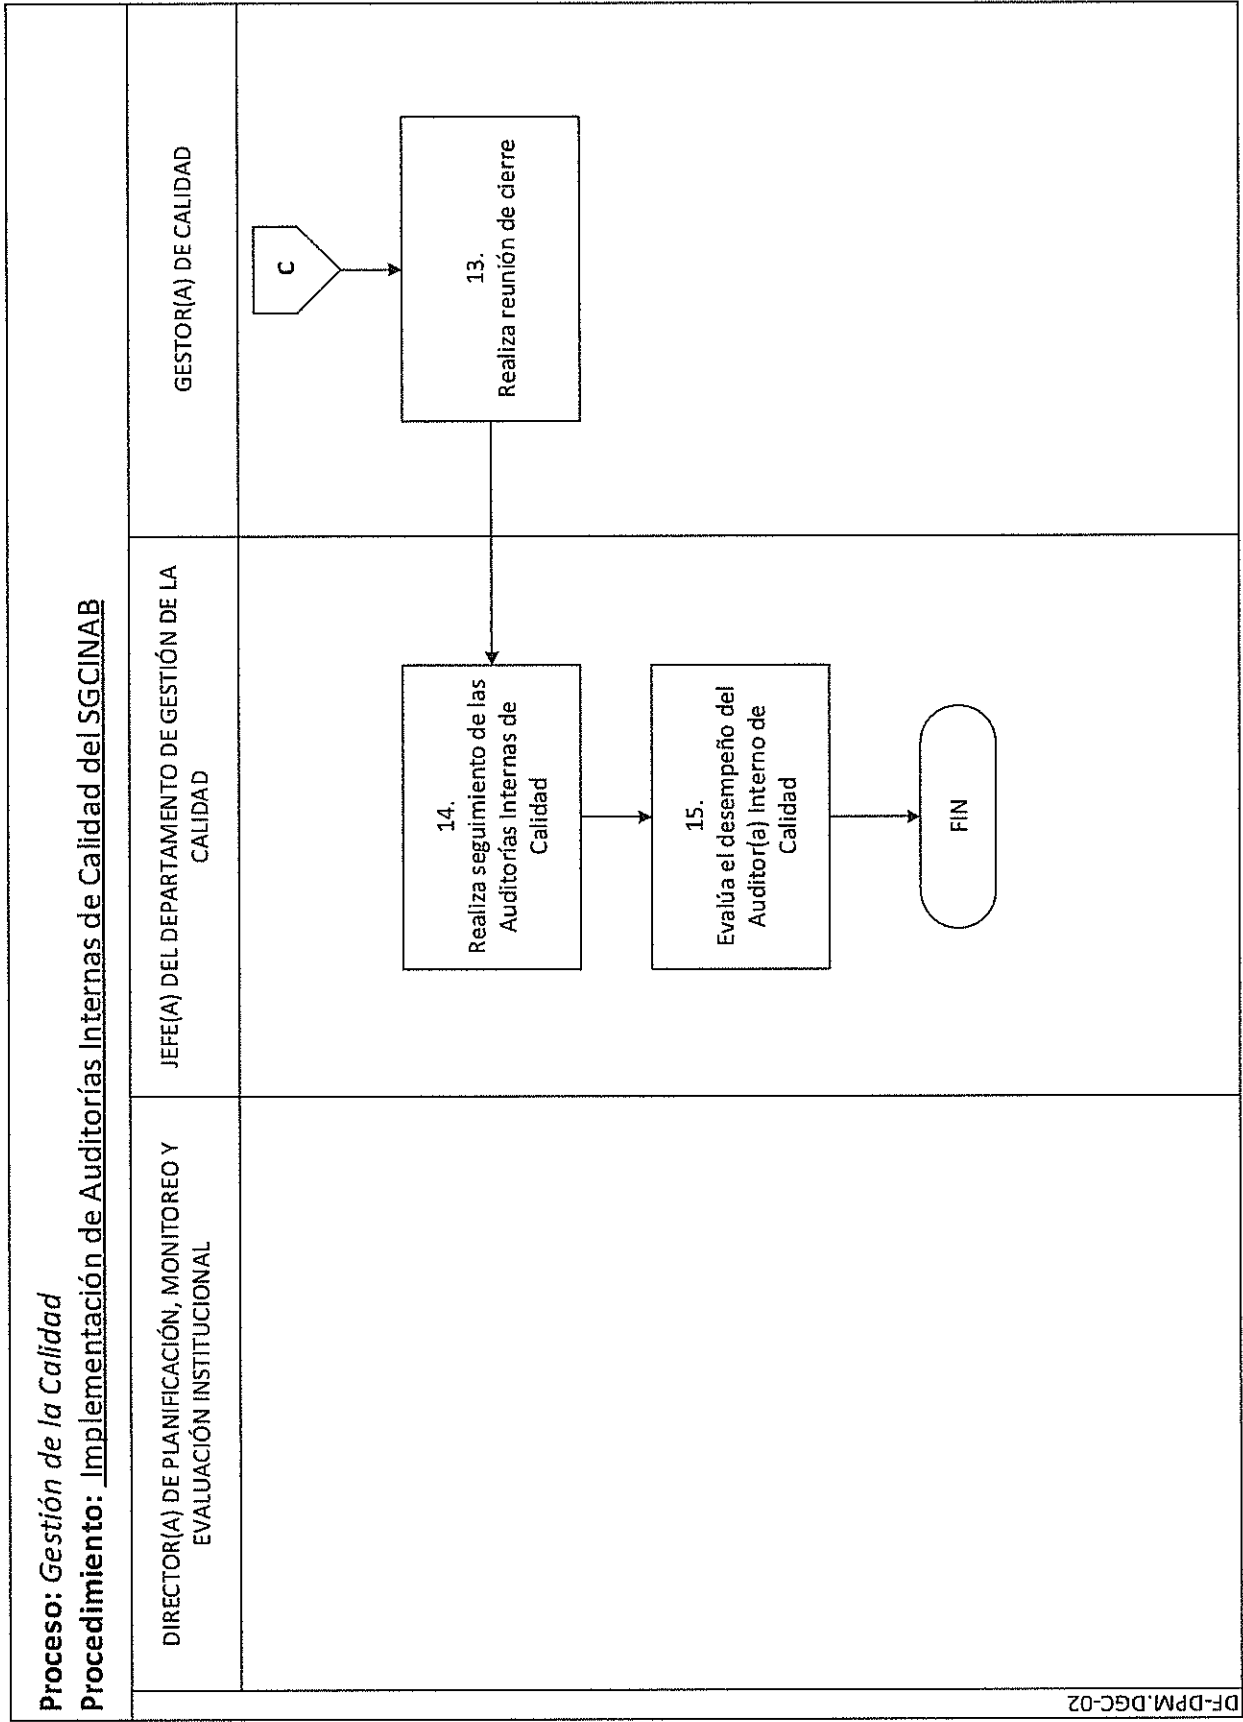 Proceso: Gestión de la Calidad
Procedimiento: Implementación de Auditorías Internas de Calidad del SGCINAB
DIRECTOR(A) DE PLANIFICACIÓN, MONITOREO Y
EVALUACIÓN INSTITUCIONAL
JEFE(A) DEL DEPARTAMENTO DE GESTIÓN DE LA
CALIDAD
GESTOR(A) DE CALIDAD
C
13.
Realiza reunión de cierre
14.
Realiza seguimiento de las
Auditorías Internas de
Calidad
15.
Evalúa el desempeño del
Auditor(a) Interno de
Calidad
FIN
DF-DPM.DGC-02